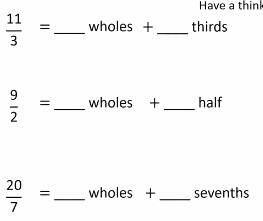 Have a think
11/3 = ____ wholes + ____ thirds
9/2 = ____ wholes + ____ half
20/7 = ____ wholes + ____ sevenths